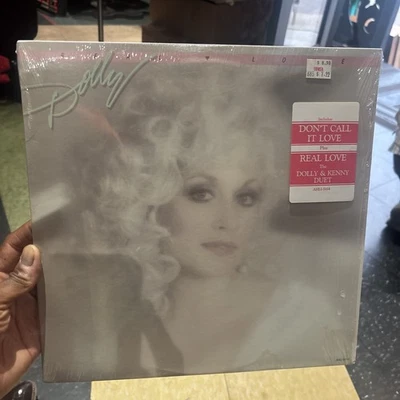 Dolly
Includes
DON'T CALL
IT LOVE
Plus
REAL LOVE
The
DOLLY & KENNY
DUET